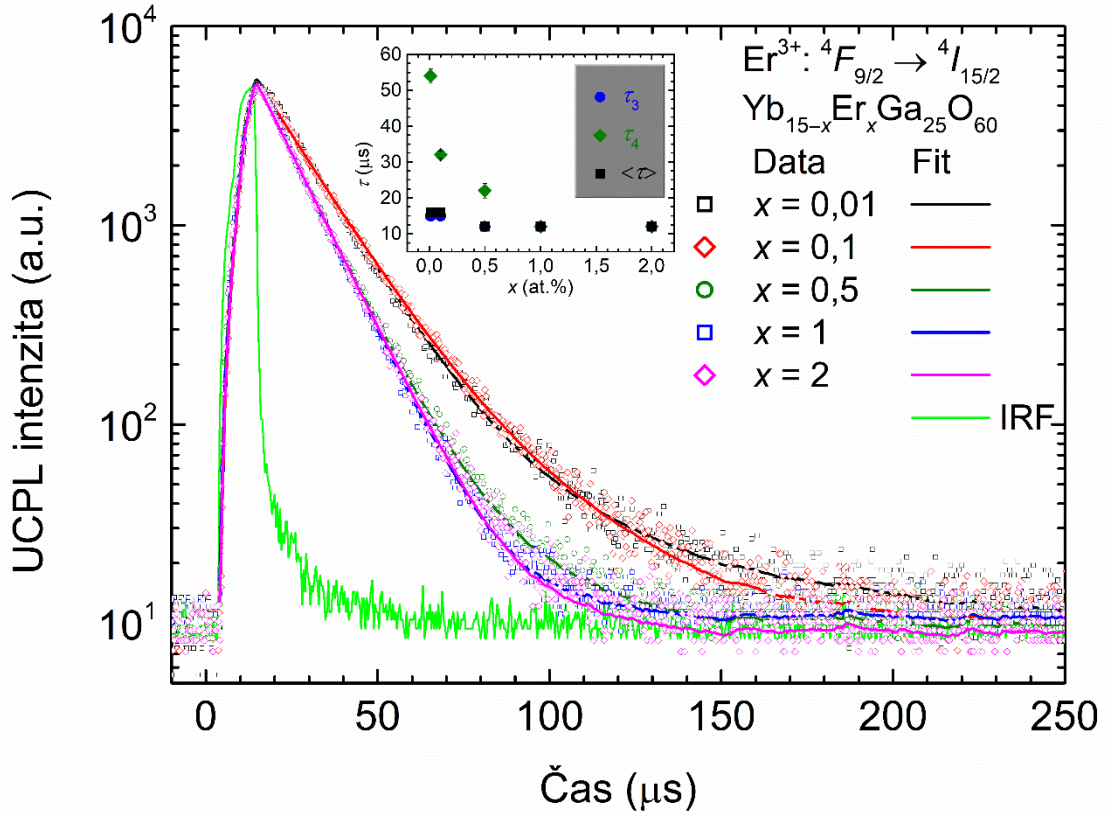 10⁴
10³
10²
10¹
UCPL intenzita (a.u.)
0 50 100 150 200 250
Čas (μs)
Er³⁺: ⁴F₉/₂ → ⁴I₁₅/₂
Yb₁₅₋ₓErₓGa₂₅O₆₀
Data Fit
x = 0,01
x = 0,1
x = 0,5
x = 1
x = 2
IRF
60
50
40
30
20
10
τ (μs)
0,0 0,5 1,0 1,5 2,0
x (at.%)
τ₃
τ₄
<τ>